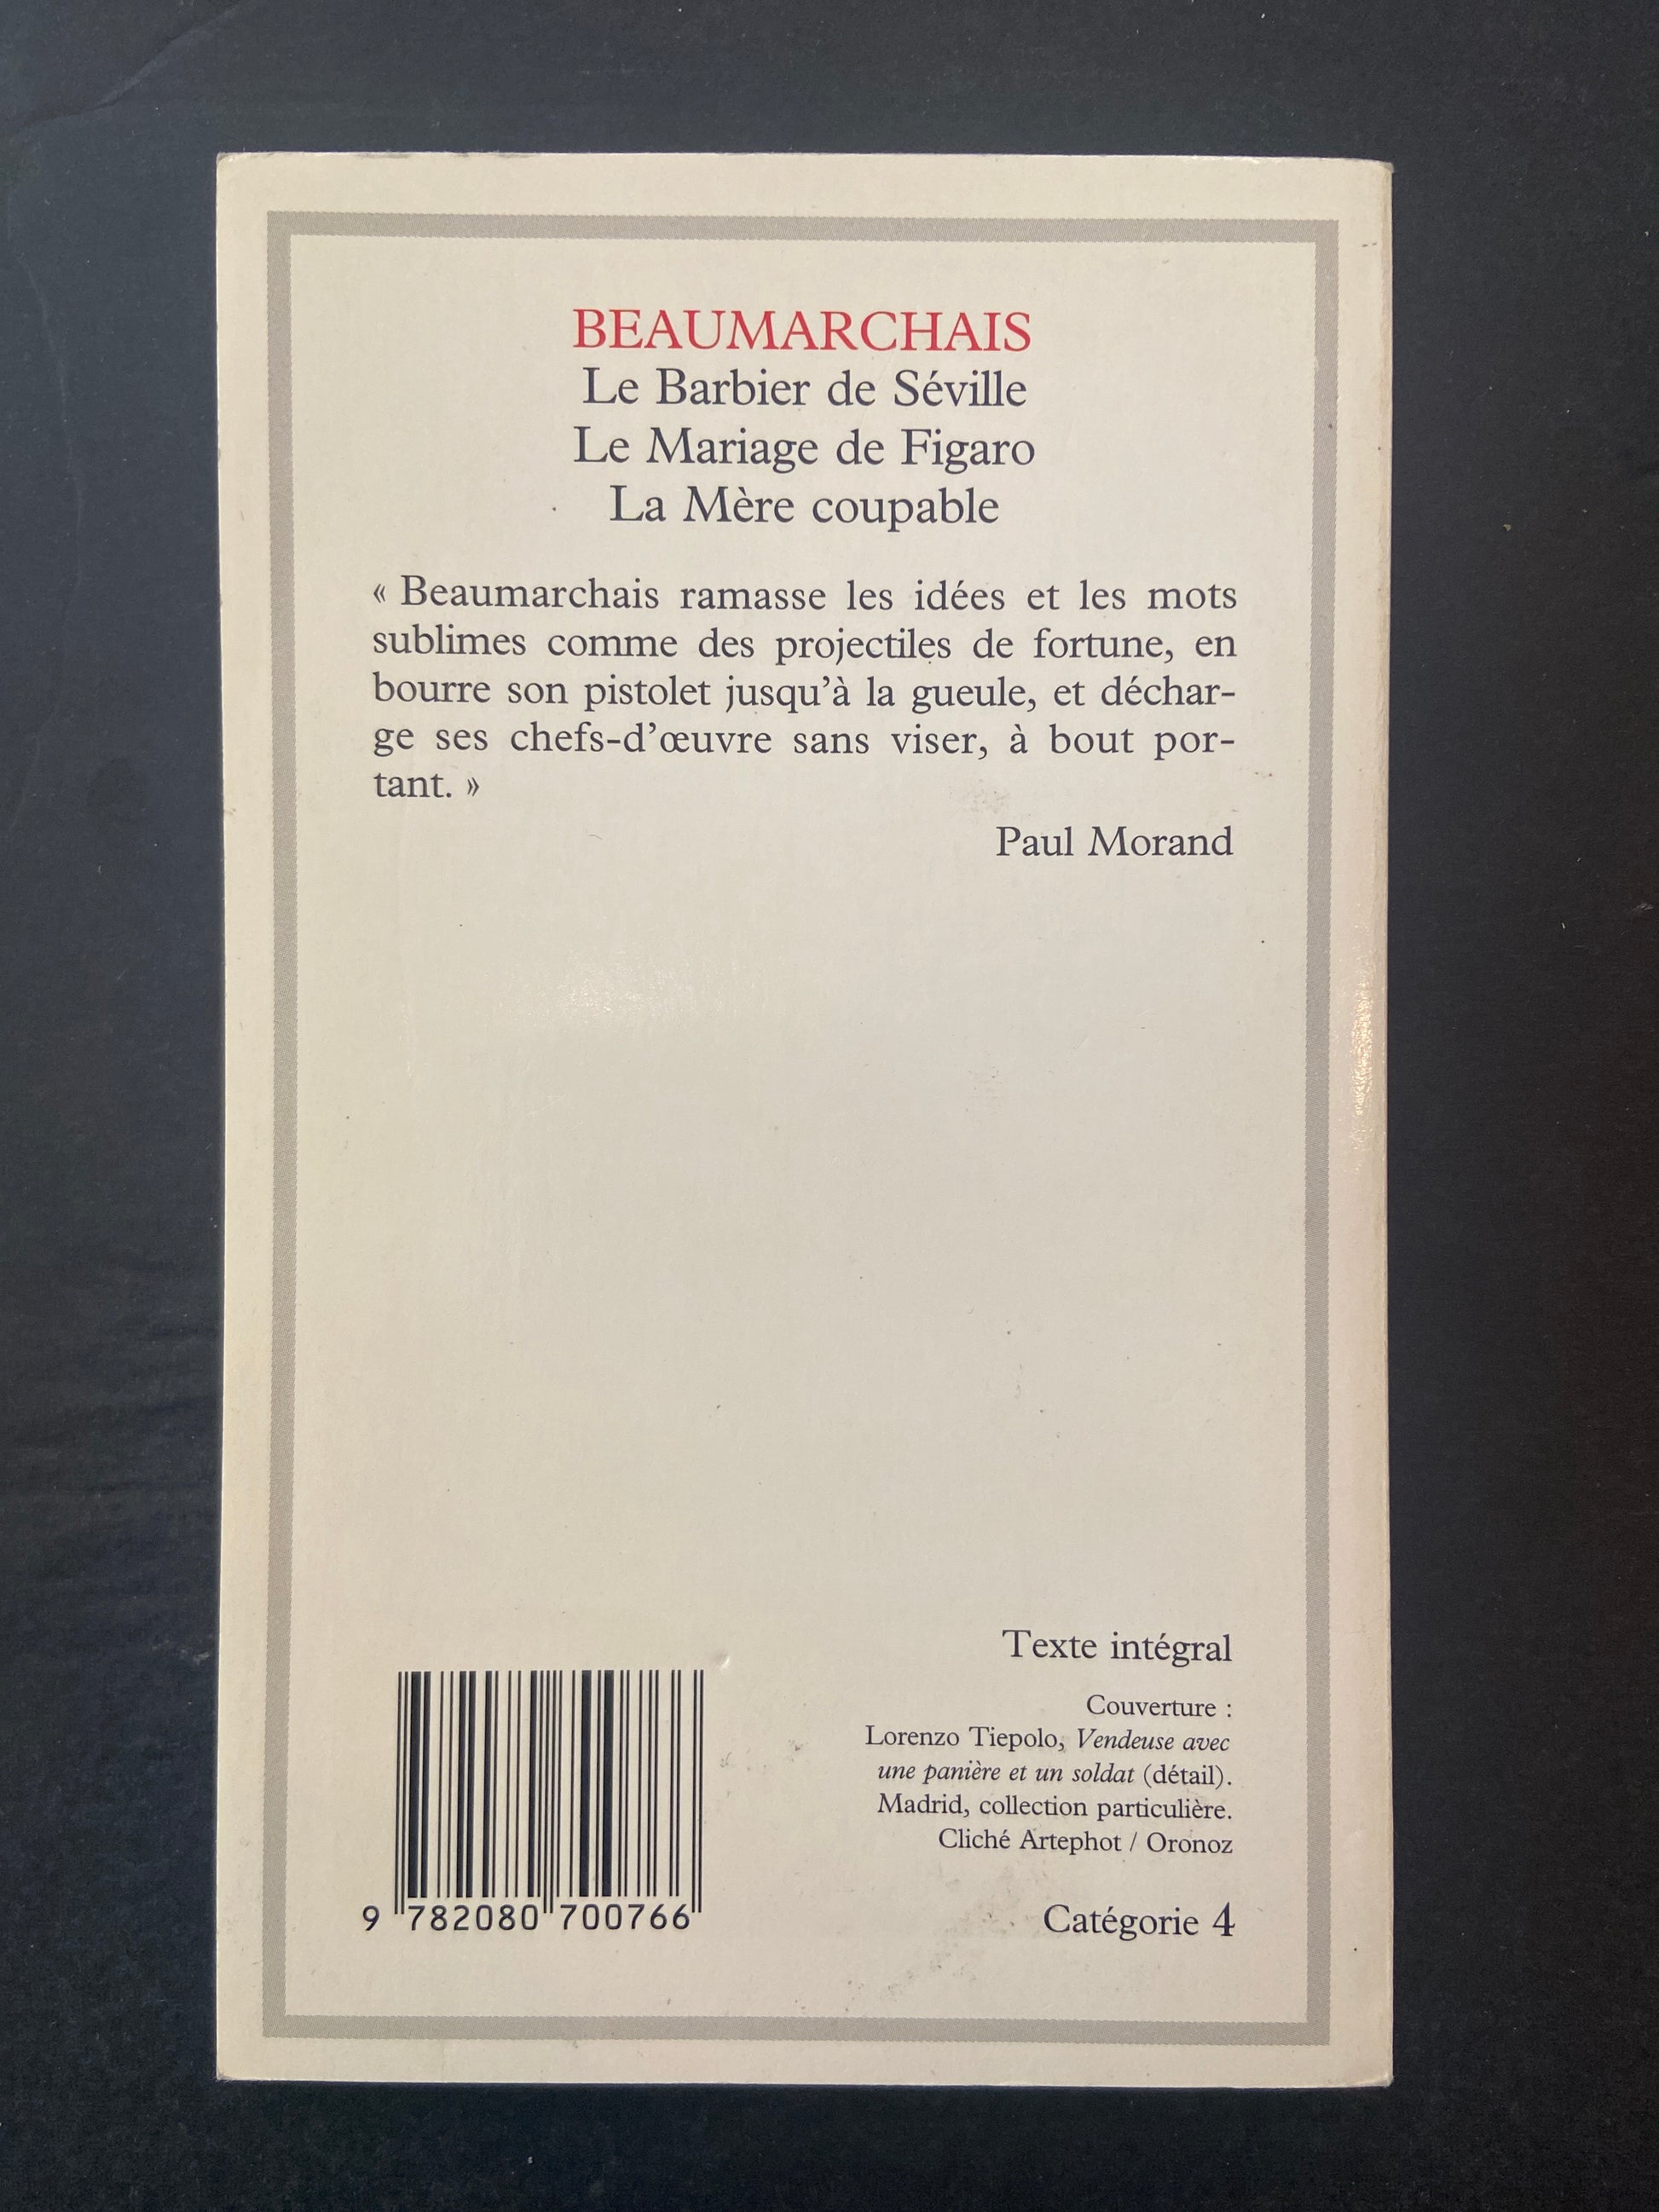 BEAUMARCHAIS
Le Barbier de Séville
Le Mariage de Figaro
La Mère coupable
« Beaumarchais ramasse les idées et les mots
sublimes comme des projectiles de fortune, en
bourre son pistolet jusqu'à la gueule, et déchar-
ge ses chefs-d'œuvre sans viser, à bout por-
tant. »
Paul Morand
Texte intégral
Couverture :
Lorenzo Tiepolo, Vendeuse avec
une panière et un soldat (détail).
Madrid, collection particulière.
Cliché Artephot / Oronoz
9 782080 700766
Catégorie 4